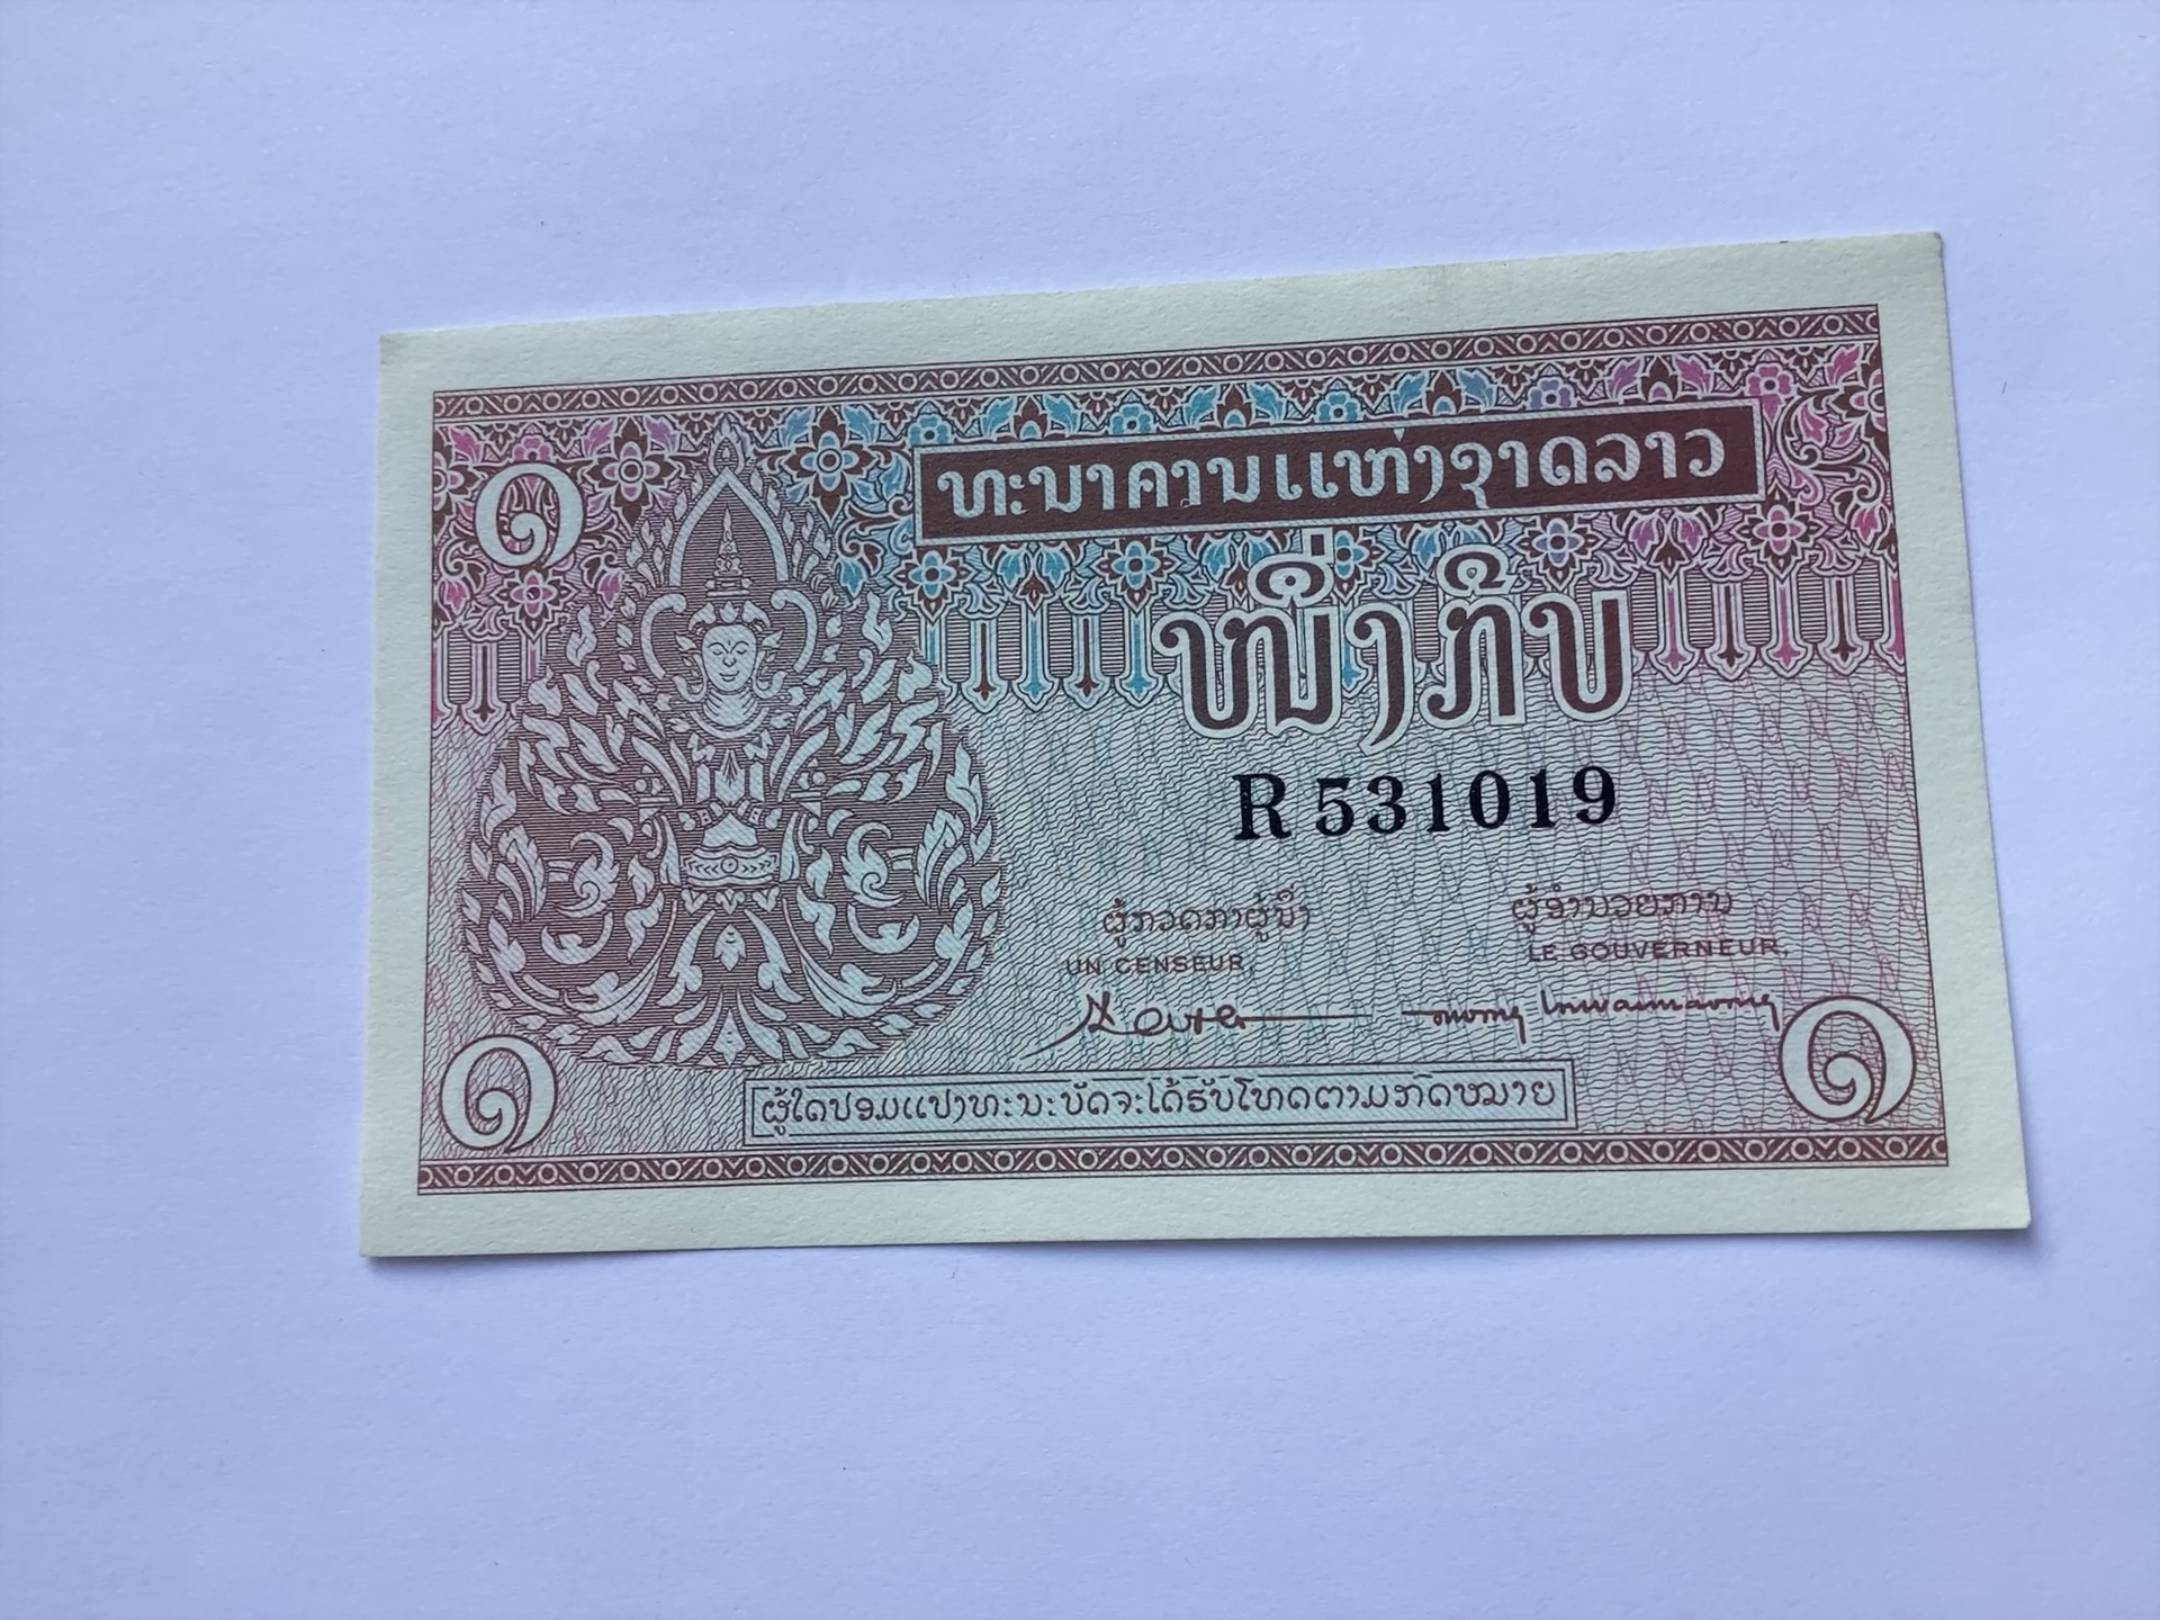 ໑
ທະນາຄານແຫ່ງຊາດລາວ
ໜຶ່ງກີບ
R 531019
ຜູ້ກວດກາຜູ່ນຶ່ງ
UN CENSEUR,
ຜູ້ອຳນວຍການ
LE GOUVERNEUR,
໑
ຜູ້ໃດປອມແປງທະນະບັດຈະໄດ້ຮັບໂທດຕາມກົດໝາຍ
໑